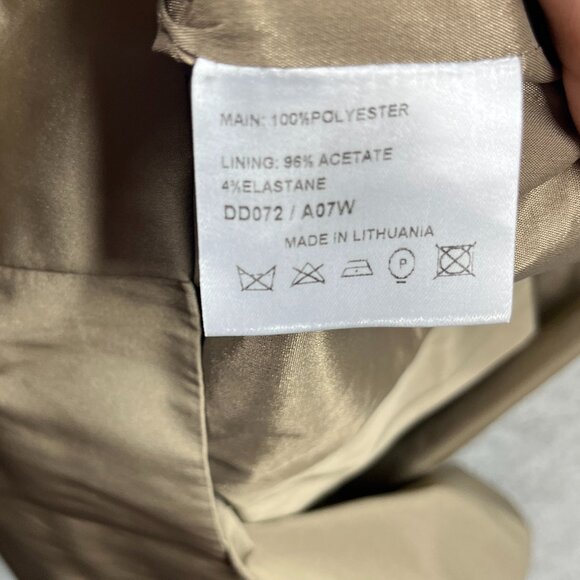 MAIN: 100%POLYESTER
LINING: 96% ACETATE
4%ELASTANE
DD072 / A07W
MADE IN LITHUANIA
P